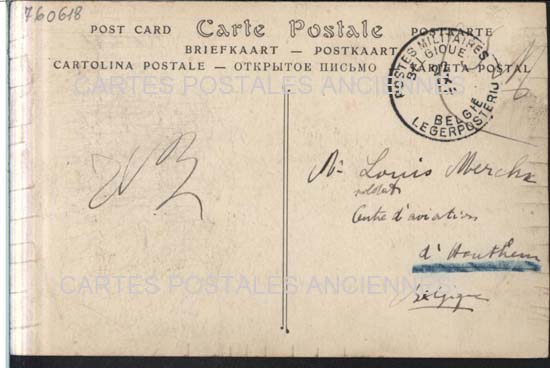 760618
POST CARD Carte Postale POSTKARTE
BRIEFKAART — POSTKAART
CARTOLINA POSTALE — ОТКРЫТОЕ ПИСЬМО — KARJETA POSTAL
CARTES POSTALES ANCIENNES
POSTES MILITAIRES
BELGIQUE
BELGIE
LEGERPOSTERIJ
Louis Merckx
soldat
Centre d'aviation
d'Houthem
Belgique
CARTES POSTALES ANCIENNES